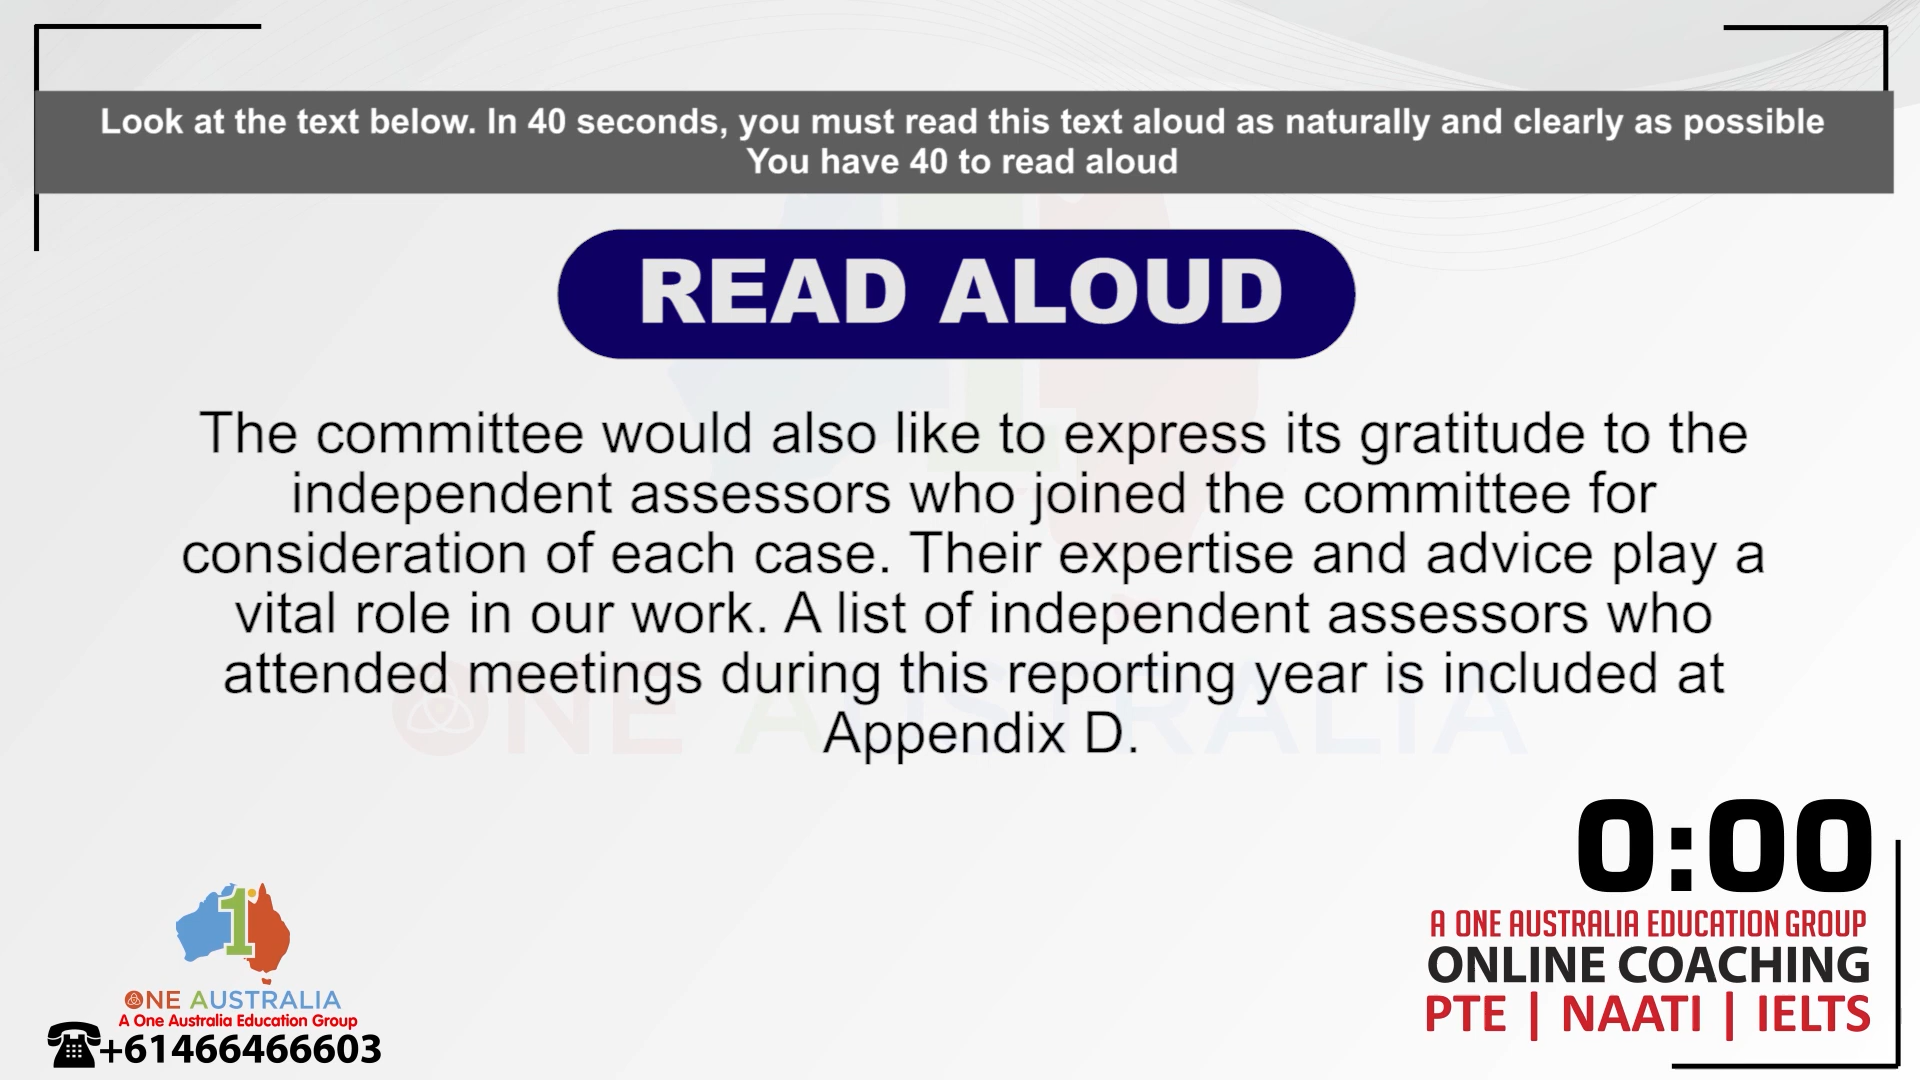 Look at the text below. In 40 seconds, you must read this text aloud as naturally and clearly as possible
You have 40 to read aloud
READ ALOUD
The committee would also like to express its gratitude to the
independent assessors who joined the committee for
consideration of each case. Their expertise and advice play a
vital role in our work. A list of independent assessors who
attended meetings during this reporting year is included at
Appendix D.
ONE AUSTRALIA
0:00
A ONE AUSTRALIA EDUCATION GROUP
ONLINE COACHING
PTE | NAATI | IELTS
1
ONE AUSTRALIA
A One Australia Education Group
+61466466603